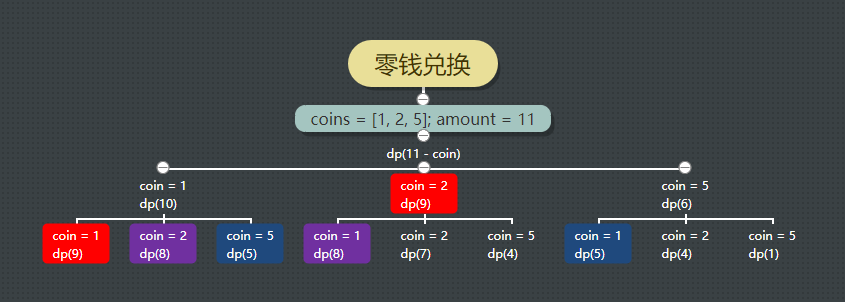 零钱兑换
coins = [1, 2, 5]; amount = 11
dp(11 - coin)
coin = 1
dp(10)
coin = 2
dp(9)
coin = 5
dp(6)
coin = 1
dp(9)
coin = 2
dp(8)
coin = 5
dp(5)
coin = 1
dp(8)
coin = 2
dp(7)
coin = 5
dp(4)
coin = 1
dp(5)
coin = 2
dp(4)
coin = 5
dp(1)